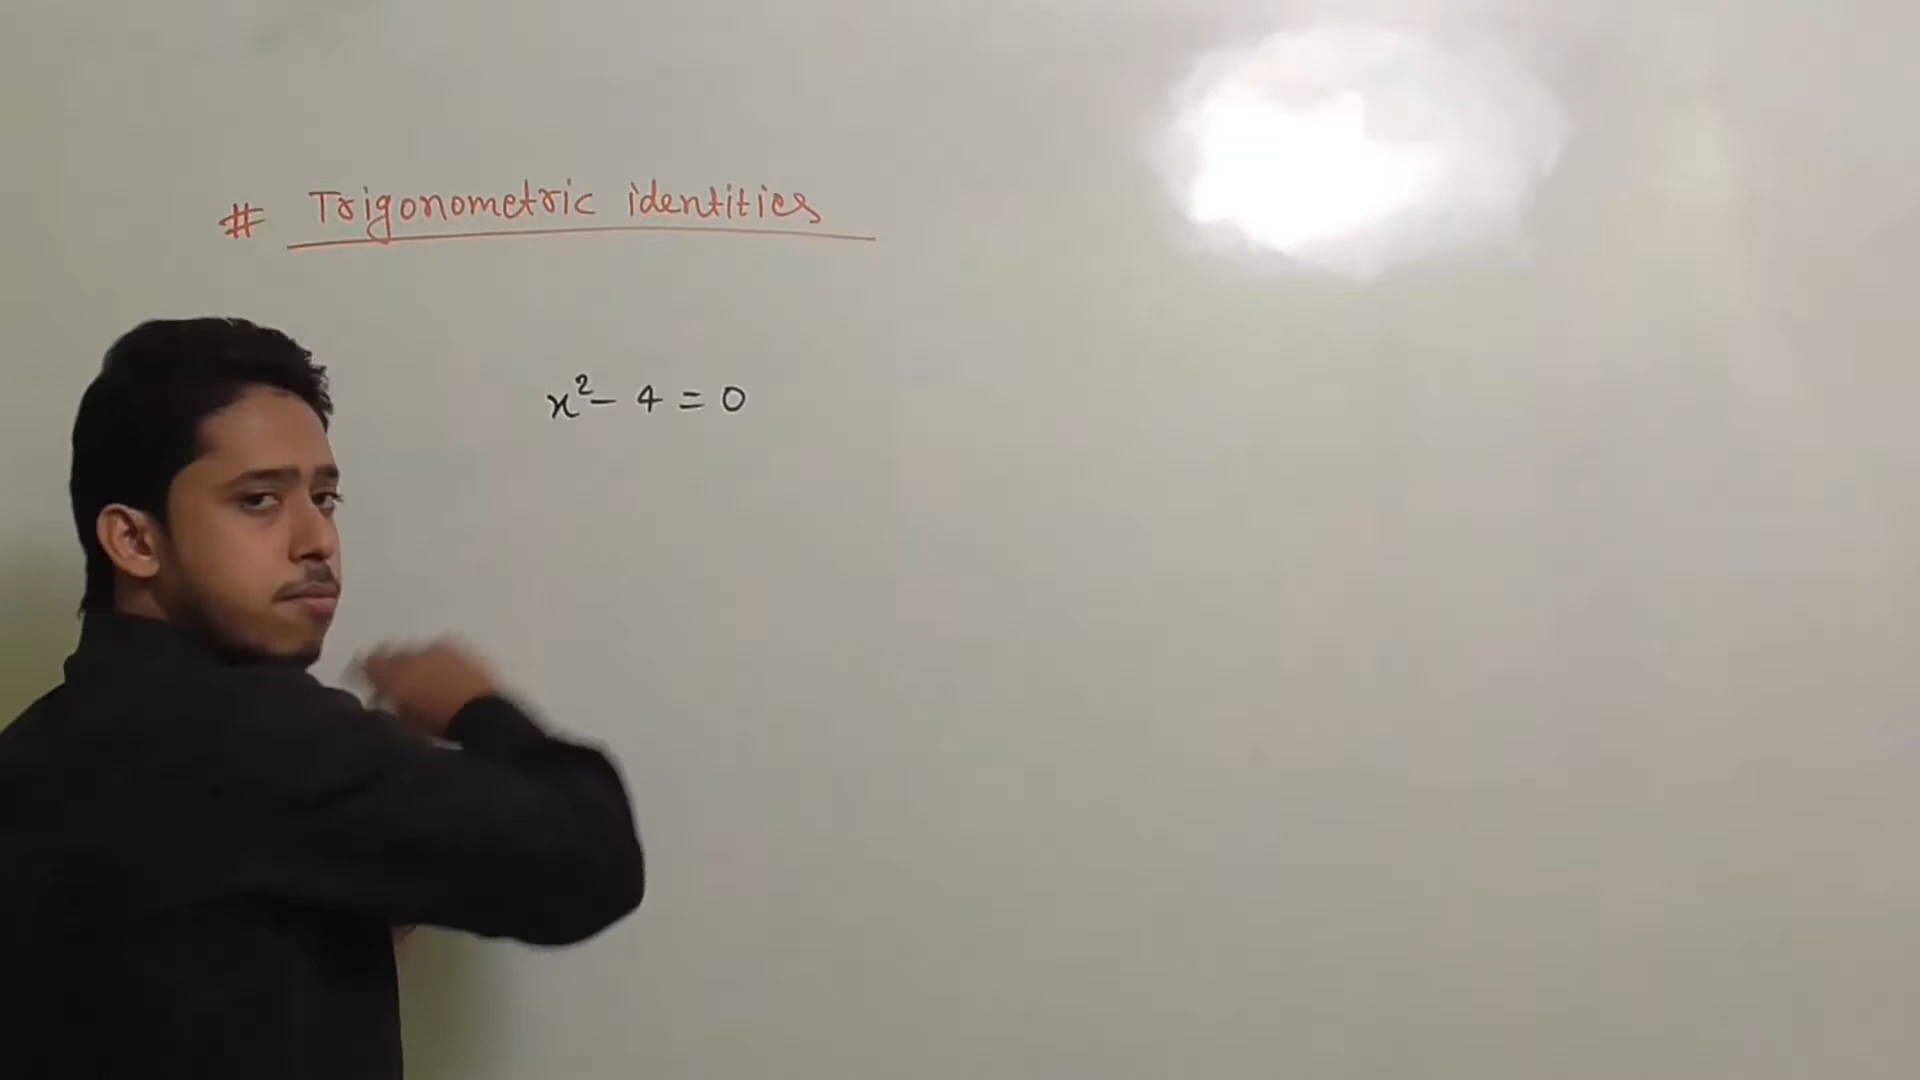 # Trigonometric identities
x² - 4 = 0